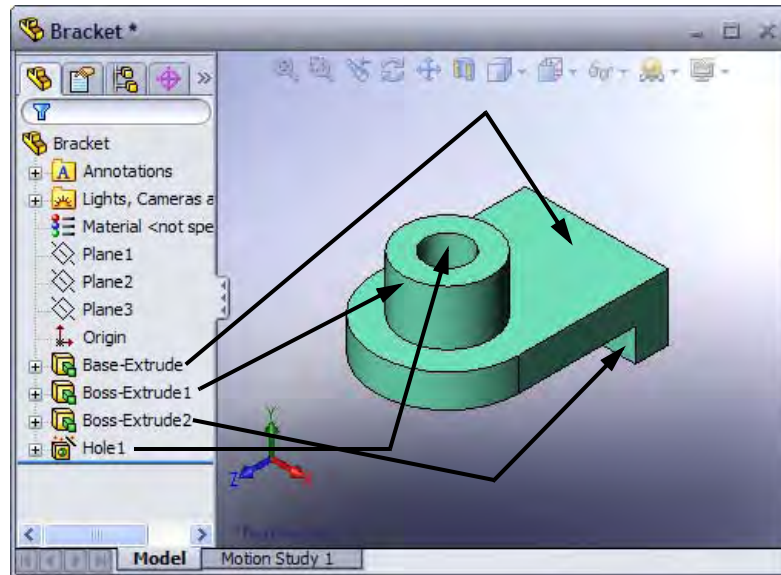 Bracket *
»
Bracket
A Annotations
Lights, Cameras a
Material <not spe
Plane1
Plane2
Plane3
Origin
Base-Extrude
Boss-Extrude1
Boss-Extrude2
Hole1
Y
Z
Model Motion Study 1